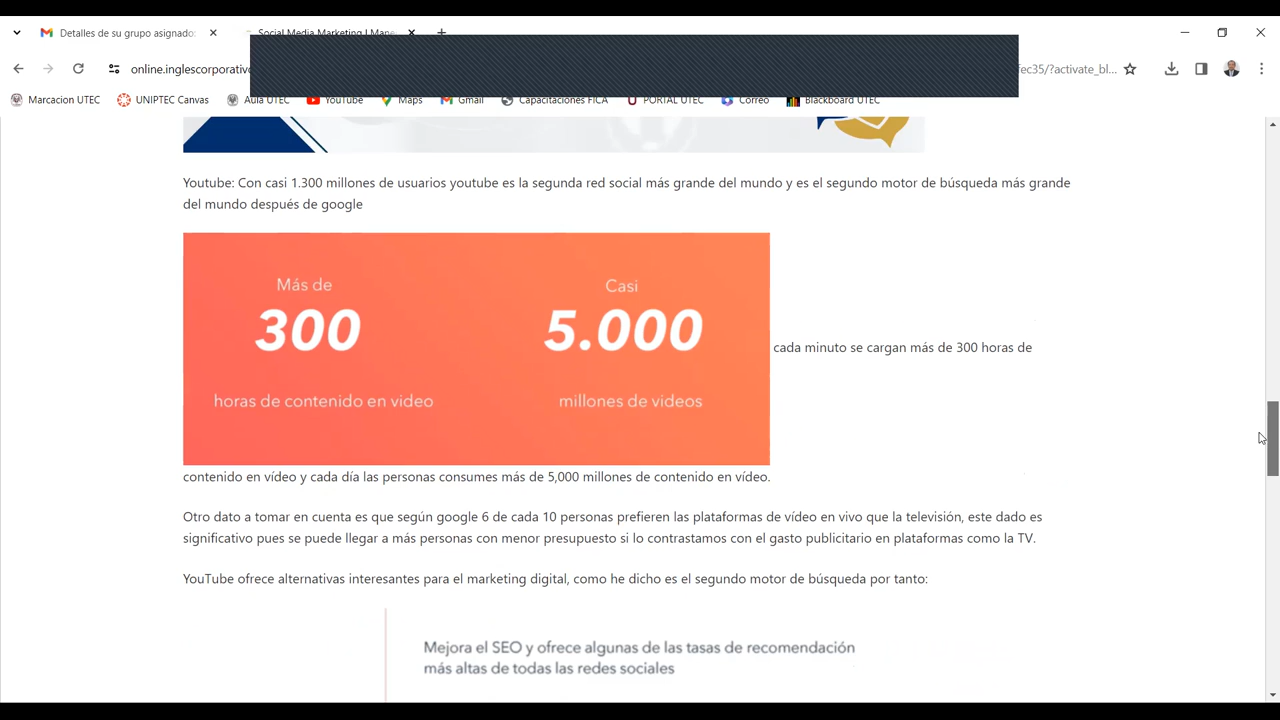 Detalles de su grupo asignado:
Social Media Marketing | Mane
online.inglescorporativo
fec35/?activate_bl...
Marcacion UTEC
UNIPTEC Canvas
Aula UTEC
YouTube
Maps
Gmail
Capacitaciones FICA
PORTAL UTEC
Correo
Blackboard UTEC
Youtube: Con casi 1.300 millones de usuarios youtube es la segunda red social más grande del mundo y es el segundo motor de búsqueda más grande
del mundo después de google
Más de
300
horas de contenido en video
Casi
5.000
millones de videos
cada minuto se cargan más de 300 horas de
contenido en vídeo y cada día las personas consumes más de 5,000 millones de contenido en vídeo.
Otro dato a tomar en cuenta es que según google 6 de cada 10 personas prefieren las plataformas de vídeo en vivo que la televisión, este dado es
significativo pues se puede llegar a más personas con menor presupuesto si lo contrastamos con el gasto publicitario en plataformas como la TV.
YouTube ofrece alternativas interesantes para el marketing digital, como he dicho es el segundo motor de búsqueda por tanto:
Mejora el SEO y ofrece algunas de las tasas de recomendación
más altas de todas las redes sociales